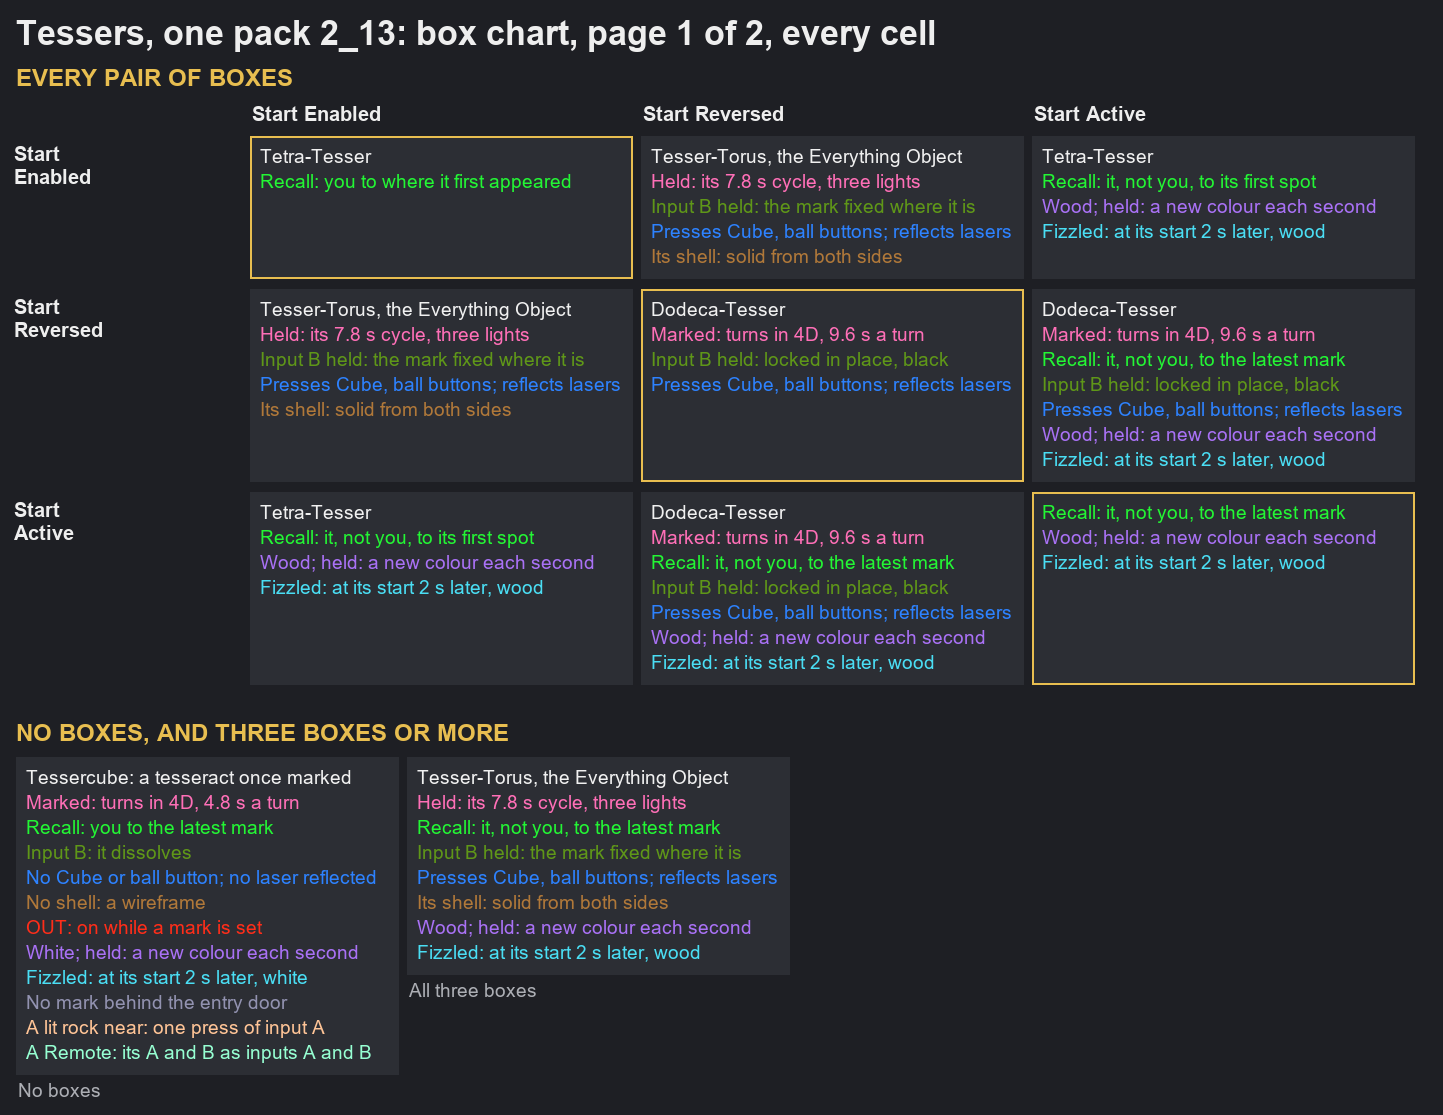 Tessers, one pack 2_13: box chart, page 1 of 2, every cell
EVERY PAIR OF BOXES
Start Enabled
Start Reversed
Start Active
Start
Enabled
Tetra-Tesser
Recall: you to where it first appeared
Tesser-Torus, the Everything Object
Held: its 7.8 s cycle, three lights
Input B held: the mark fixed where it is
Presses Cube, ball buttons; reflects lasers
Its shell: solid from both sides
Tetra-Tesser
Recall: it, not you, to its first spot
Wood; held: a new colour each second
Fizzled: at its start 2 s later, wood
Start
Reversed
Tesser-Torus, the Everything Object
Held: its 7.8 s cycle, three lights
Input B held: the mark fixed where it is
Presses Cube, ball buttons; reflects lasers
Its shell: solid from both sides
Dodeca-Tesser
Marked: turns in 4D, 9.6 s a turn
Input B held: locked in place, black
Presses Cube, ball buttons; reflects lasers
Dodeca-Tesser
Marked: turns in 4D, 9.6 s a turn
Recall: it, not you, to the latest mark
Input B held: locked in place, black
Presses Cube, ball buttons; reflects lasers
Wood; held: a new colour each second
Fizzled: at its start 2 s later, wood
Start
Active
Tetra-Tesser
Recall: it, not you, to its first spot
Wood; held: a new colour each second
Fizzled: at its start 2 s later, wood
Dodeca-Tesser
Marked: turns in 4D, 9.6 s a turn
Recall: it, not you, to the latest mark
Input B held: locked in place, black
Presses Cube, ball buttons; reflects lasers
Wood; held: a new colour each second
Fizzled: at its start 2 s later, wood
Recall: it, not you, to the latest mark
Wood; held: a new colour each second
Fizzled: at its start 2 s later, wood
NO BOXES, AND THREE BOXES OR MORE
Tessercube: a tesseract once marked
Marked: turns in 4D, 4.8 s a turn
Recall: you to the latest mark
Input B: it dissolves
No Cube or ball button; no laser reflected
No shell: a wireframe
OUT: on while a mark is set
White; held: a new colour each second
Fizzled: at its start 2 s later, white
No mark behind the entry door
A lit rock near: one press of input A
A Remote: its A and B as inputs A and B
No boxes
Tesser-Torus, the Everything Object
Held: its 7.8 s cycle, three lights
Recall: it, not you, to the latest mark
Input B held: the mark fixed where it is
Presses Cube, ball buttons; reflects lasers
Its shell: solid from both sides
Wood; held: a new colour each second
Fizzled: at its start 2 s later, wood
All three boxes